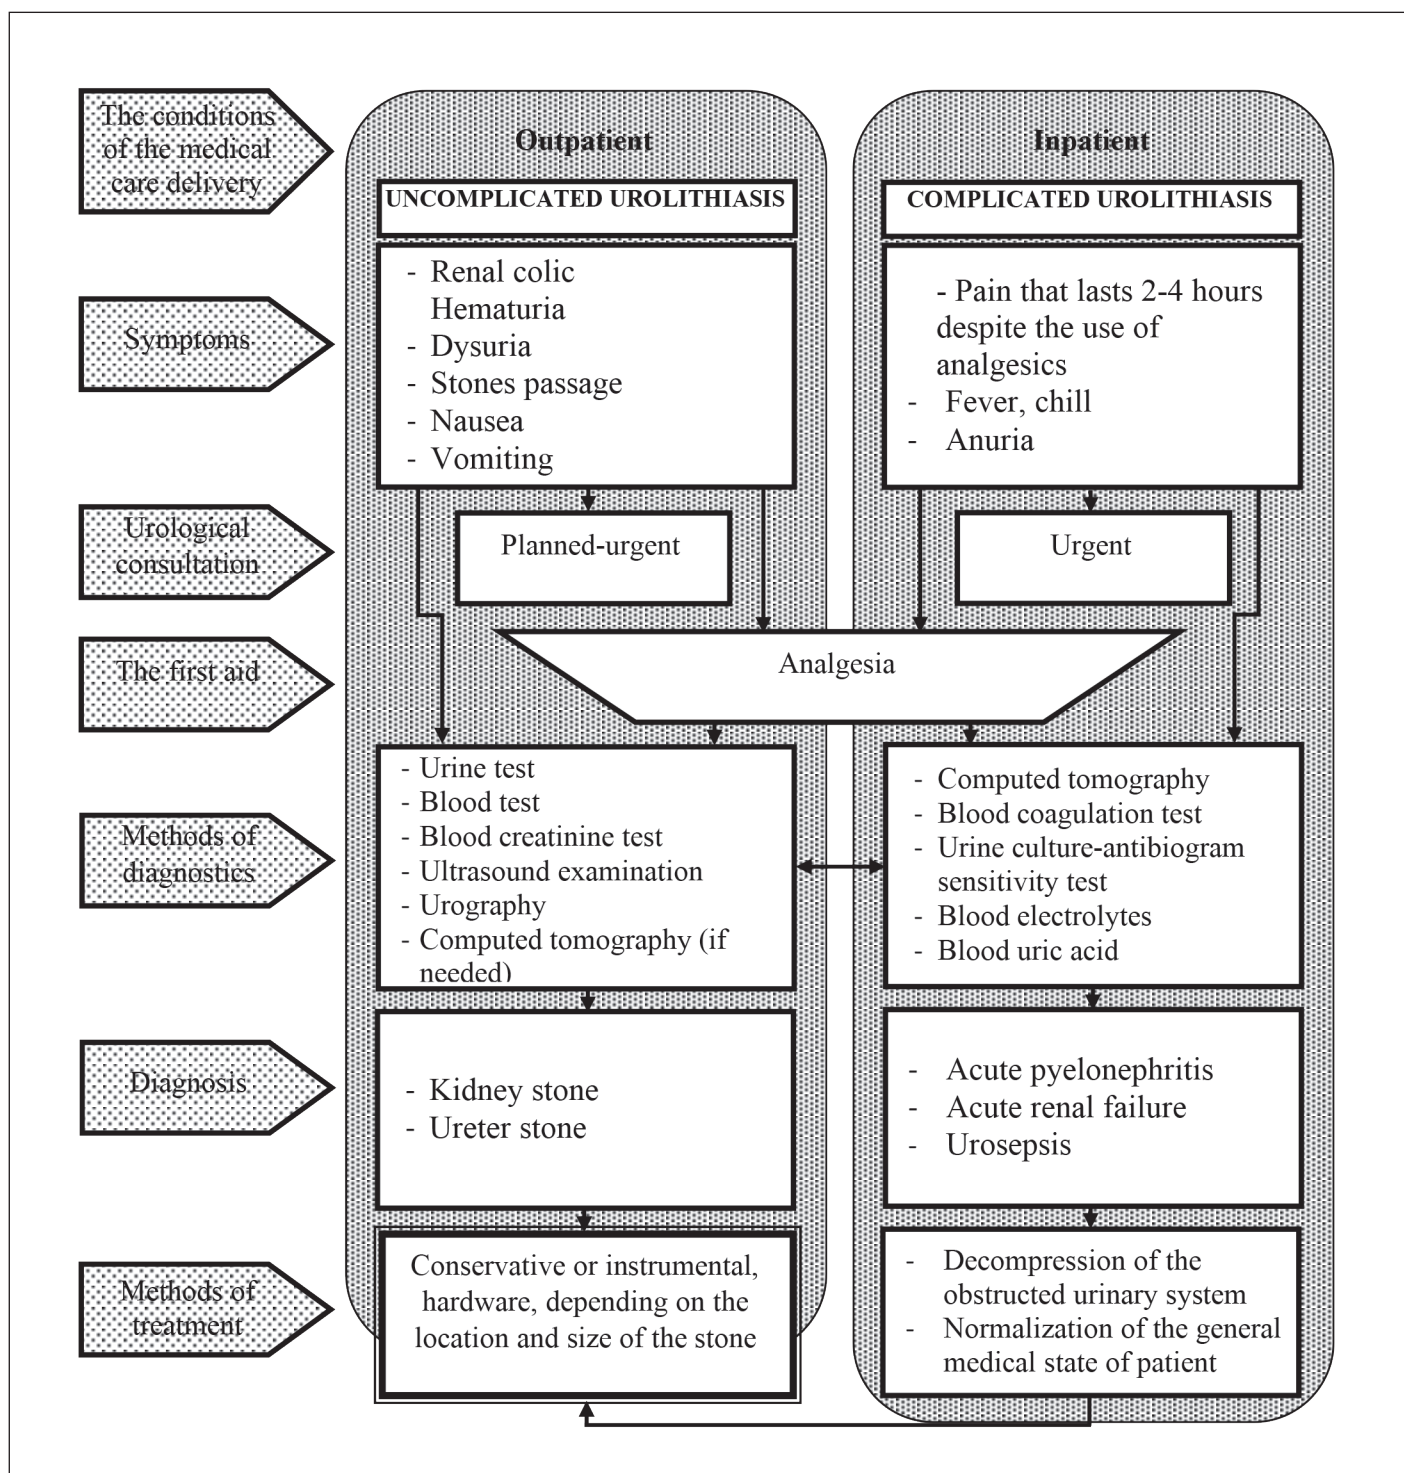 The conditions
of the medical
care delivery
Outpatient
Inpatient
UNCOMPLICATED UROLITHIASIS
COMPLICATED UROLITHIASIS
Symptoms
- Renal colic
Hematuria
- Dysuria
- Stones passage
- Nausea
- Vomiting
- Pain that lasts 2-4 hours
despite the use of
analgesics
- Fever, chill
- Anuria
Urological
consultation
Planned-urgent
Urgent
The first aid
Analgesia
Methods of
diagnostics
- Urine test
- Blood test
- Blood creatinine test
- Ultrasound examination
- Urography
- Computed tomography (if
needed)
- Computed tomography
- Blood coagulation test
- Urine culture-antibiogram
sensitivity test
- Blood electrolytes
- Blood uric acid
Diagnosis
- Kidney stone
- Ureter stone
- Acute pyelonephritis
- Acute renal failure
- Urosepsis
Methods of
treatment
Conservative or instrumental,
hardware, depending on the
location and size of the stone
- Decompression of the
obstructed urinary system
- Normalization of the general
medical state of patient